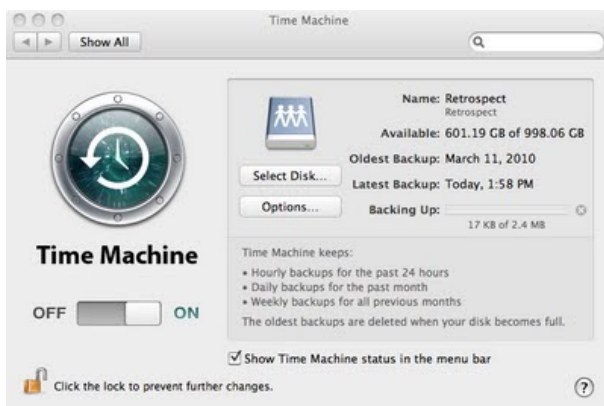 Time Machine
Show All
Name: Retrospect
Retrospect
Available: 601.19 GB of 998.06 GB
Oldest Backup: March 11, 2010
Select Disk...
Latest Backup: Today, 1:58 PM
Options...
Backing Up:
17 KB of 2.4 MB
Time Machine
OFF ON
Time Machine keeps:
• Hourly backups for the past 24 hours
• Daily backups for the past month
• Weekly backups for all previous months
The oldest backups are deleted when your disk becomes full.
Show Time Machine status in the menu bar
Click the lock to prevent further changes.
?